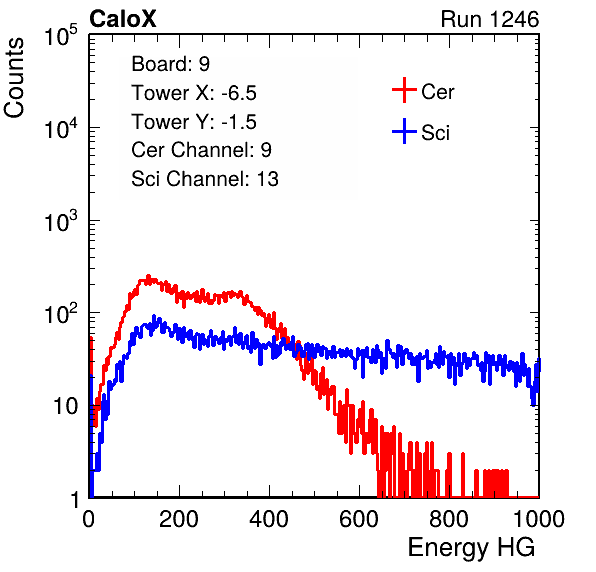 CaloX Run 1246
Counts
Board: 9
Tower X: -6.5
Tower Y: -1.5
Cer Channel: 9
Sci Channel: 13
Cer
Sci
10^5
10^4
10^3
10^2
10
1
0 200 400 600 800 1000
Energy HG